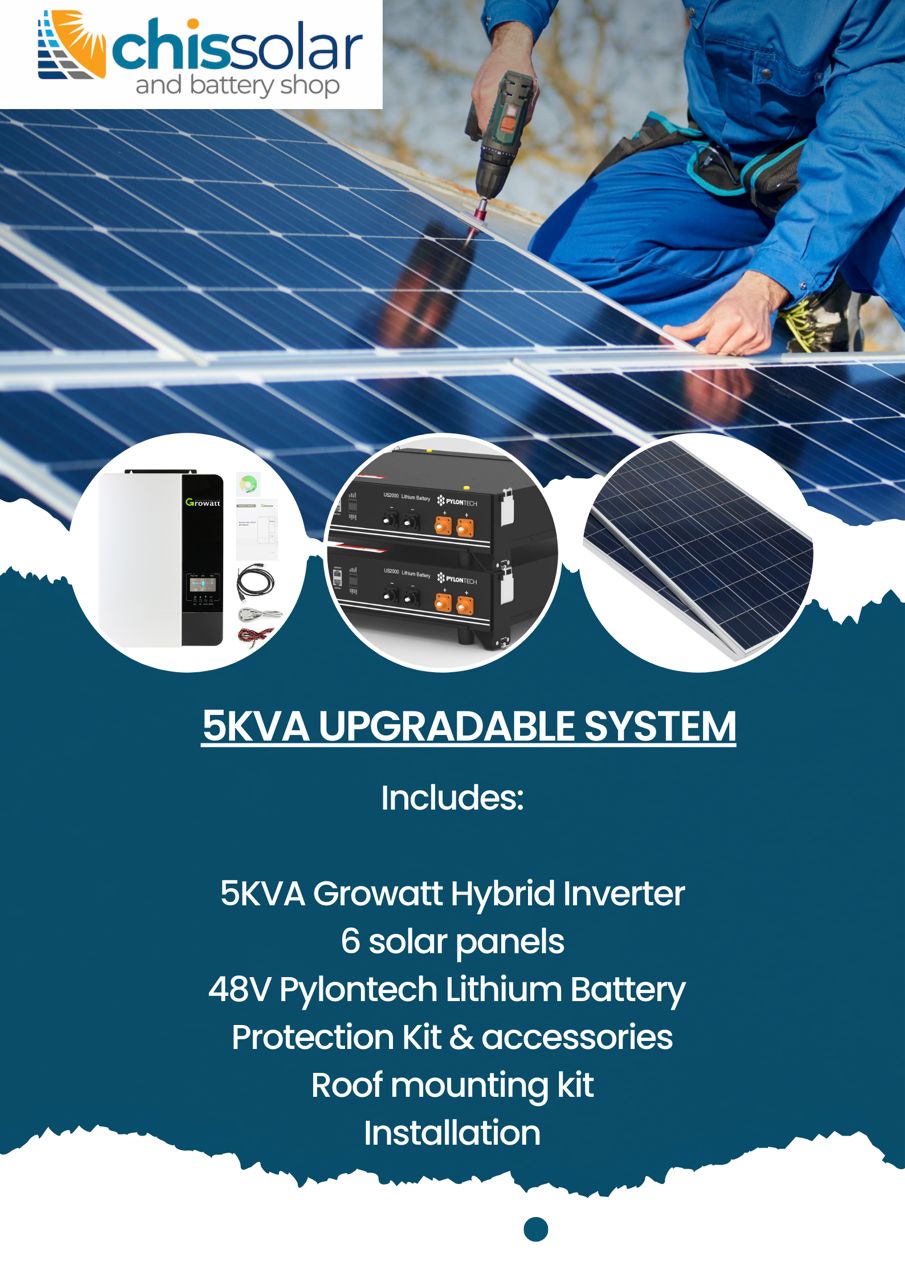 chissolar
and battery shop
Growatt
US2000 Lithium Battery PYLONTECH
US2000 Lithium Battery PYLONTECH
5KVA UPGRADABLE SYSTEM
Includes:
5KVA Growatt Hybrid Inverter
6 solar panels
48V Pylontech Lithium Battery
Protection Kit & accessories
Roof mounting kit
Installation